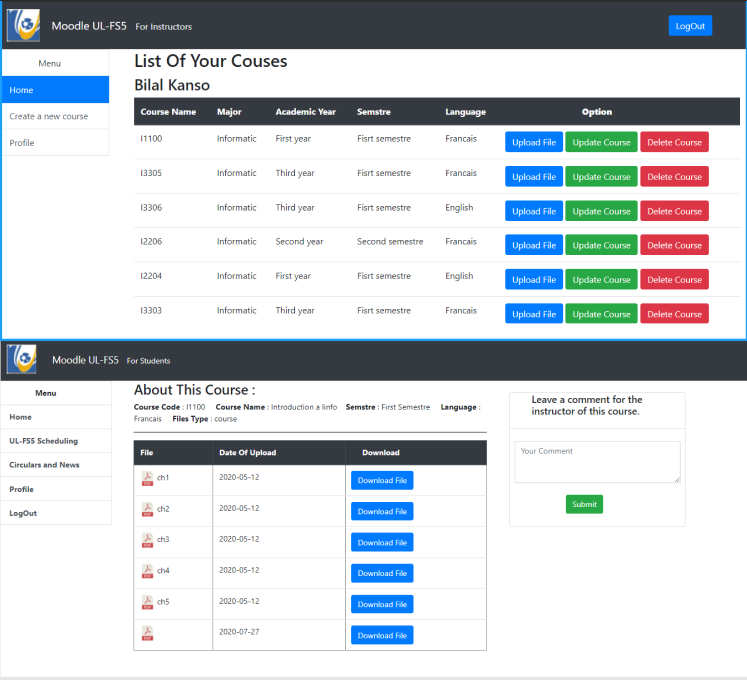 Moodle UL-FS5 For Instructors LogOut
Menu
Home
Create a new course
Profile
List Of Your Couses
Bilal Kanso
Course Name Major Academic Year Semstre Language Option
I1100 Informatic First year Fisrt semestre Francais Upload File Update Course Delete Course
I3305 Informatic Third year Fisrt semestre Francais Upload File Update Course Delete Course
I3306 Informatic Third year Fisrt semestre English Upload File Update Course Delete Course
I2206 Informatic Second year Second semestre Francais Upload File Update Course Delete Course
I2204 Informatic First year Fisrt semestre English Upload File Update Course Delete Course
I3303 Informatic Third year Fisrt semestre Francais Upload File Update Course Delete Course
Moodle UL-FS5 For Students
Menu
Home
UL-FS5 Scheduling
Circulars and News
Profile
LogOut
About This Course :
Course Code : I1100 Course Name : Introduction a linfo Semstre : First Semestre Language :
Francais Files Type : course
File Date Of Upload Download
PDF ch1 2020-05-12 Download File
PDF ch2 2020-05-12 Download File
PDF ch3 2020-05-12 Download File
PDF ch4 2020-05-12 Download File
PDF ch5 2020-05-12 Download File
PDF 2020-07-27 Download File
Leave a comment for the
instructor of this course.
Your Comment
Submit